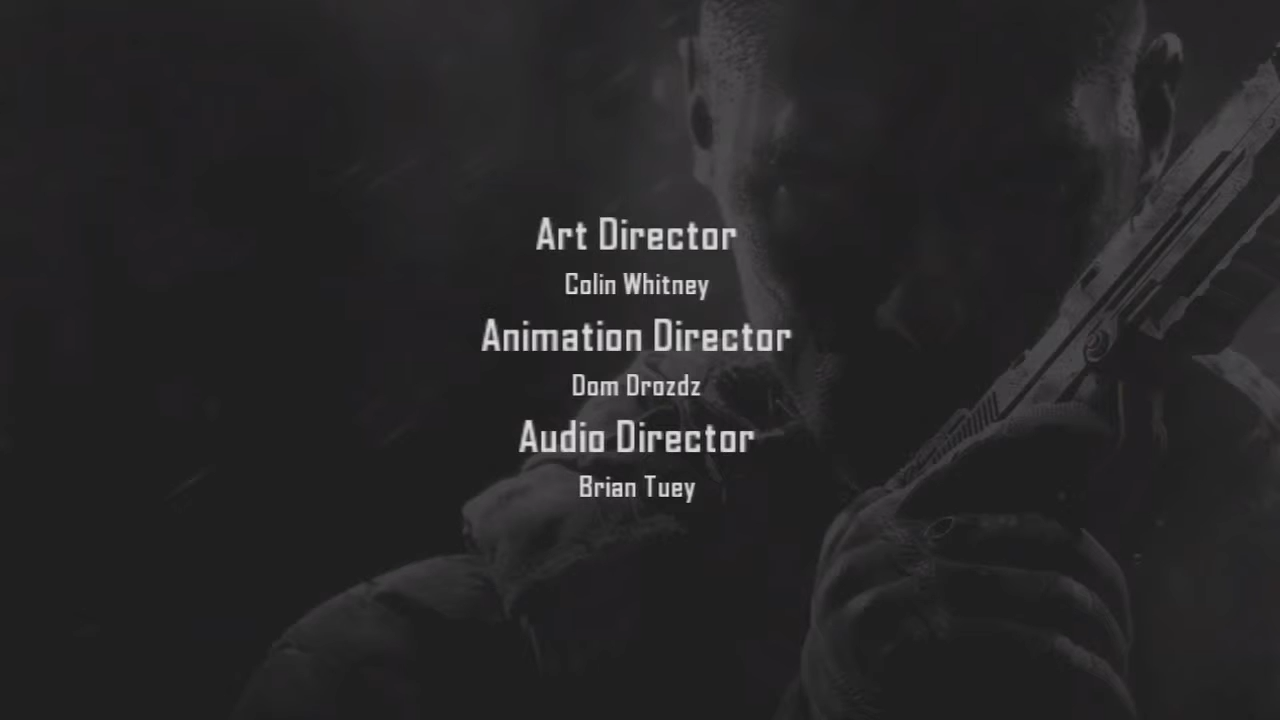 Art Director
Colin Whitney
Animation Director
Dom Drozdz
Audio Director
Brian Tuey